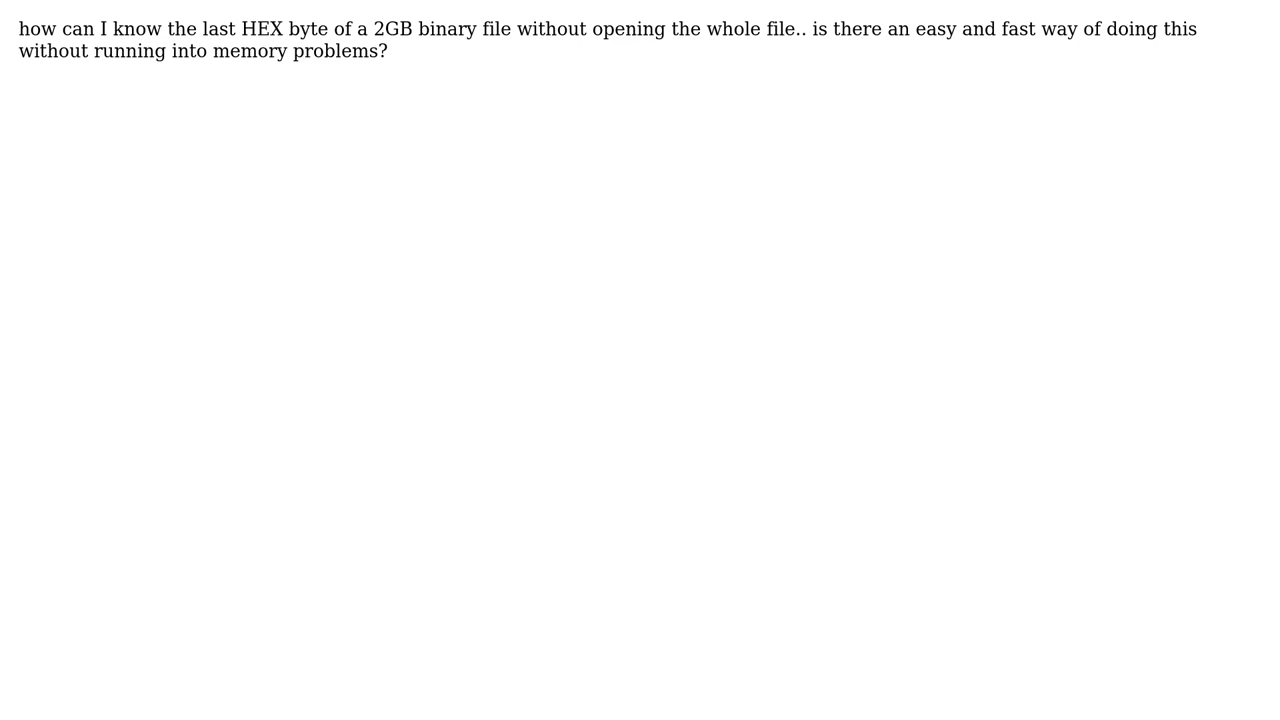 how can I know the last HEX byte of a 2GB binary file without opening the whole file.. is there an easy and fast way of doing this
without running into memory problems?